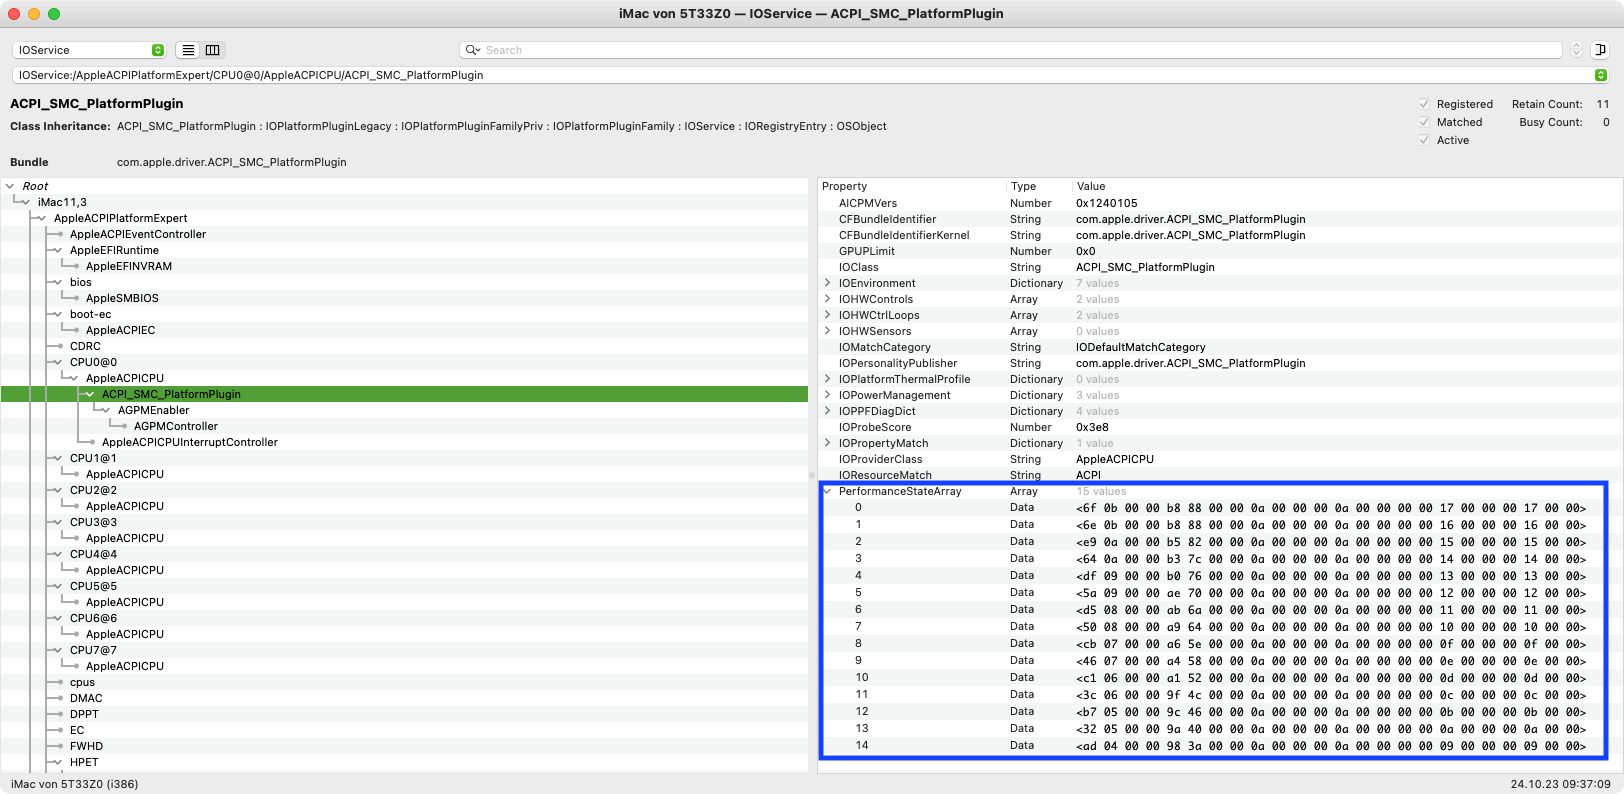 iMac von 5T33Z0 — IOService — ACPI_SMC_PlatformPlugin
IOService
Search
IOService:/AppleACPIPlatformExpert/CPU0@0/AppleACPICPU/ACPI_SMC_PlatformPlugin
ACPI_SMC_PlatformPlugin
Registered Retain Count: 11
Class Inheritance: ACPI_SMC_PlatformPlugin : IOPlatformPluginLegacy : IOPlatformPluginFamilyPriv : IOPlatformPluginFamily : IOService : IORegistryEntry : OSObject
Matched Busy Count: 0
Active
Bundle com.apple.driver.ACPI_SMC_PlatformPlugin
Root
iMac11,3
AppleACPIPlatformExpert
AppleACPIEventController
AppleEFIRuntime
AppleEFINVRAM
bios
AppleSMBIOS
boot-ec
AppleACPIEC
CDRC
CPU0@0
AppleACPICPU
ACPI_SMC_PlatformPlugin
AGPMEnabler
AGPMController
AppleACPICPUInterruptController
CPU1@1
AppleACPICPU
CPU2@2
AppleACPICPU
CPU3@3
AppleACPICPU
CPU4@4
AppleACPICPU
CPU5@5
AppleACPICPU
CPU6@6
AppleACPICPU
CPU7@7
AppleACPICPU
cpus
DMAC
DPPT
EC
FWHD
HPET
Property Type Value
AICPMVers Number 0x1240105
CFBundleIdentifier String com.apple.driver.ACPI_SMC_PlatformPlugin
CFBundleIdentifierKernel String com.apple.driver.ACPI_SMC_PlatformPlugin
GPUPLimit Number 0x0
IOClass String ACPI_SMC_PlatformPlugin
IOEnvironment Dictionary 7 values
IOHWControls Array 2 values
IOHWCtrlLoops Array 2 values
IOHWSensors Array 0 values
IOMatchCategory String IODefaultMatchCategory
IOPersonalityPublisher String com.apple.driver.ACPI_SMC_PlatformPlugin
IOPlatformThermalProfile Dictionary 0 values
IOPowerManagement Dictionary 3 values
IOPPFDiagDict Dictionary 4 values
IOProbeScore Number 0x3e8
IOPropertyMatch Dictionary 1 value
IOProviderClass String AppleACPICPU
IOResourceMatch String ACPI
PerformanceStateArray Array 15 values
0 Data <6f 0b 00 00 b8 88 00 00 0a 00 00 00 0a 00 00 00 17 00 00 00 17 00 00 00>
1 Data <6e 0b 00 00 b8 88 00 00 0a 00 00 00 0a 00 00 00 16 00 00 00 16 00 00 00>
2 Data <e9 0a 00 00 b5 82 00 00 0a 00 00 00 0a 00 00 00 15 00 00 00 15 00 00 00>
3 Data <64 0a 00 00 b3 7c 00 00 0a 00 00 00 0a 00 00 00 14 00 00 00 14 00 00 00>
4 Data <df 09 00 00 b0 76 00 00 0a 00 00 00 0a 00 00 00 13 00 00 00 13 00 00 00>
5 Data <5a 09 00 00 ae 70 00 00 0a 00 00 00 0a 00 00 00 12 00 00 00 12 00 00 00>
6 Data <d5 08 00 00 ab 6a 00 00 0a 00 00 00 0a 00 00 00 11 00 00 00 11 00 00 00>
7 Data <50 08 00 00 a9 64 00 00 0a 00 00 00 0a 00 00 00 10 00 00 00 10 00 00 00>
8 Data <cb 07 00 00 a6 5e 00 00 0a 00 00 00 0a 00 00 00 0f 00 00 00 0f 00 00 00>
9 Data <46 07 00 00 a4 58 00 00 0a 00 00 00 0a 00 00 00 0e 00 00 00 0e 00 00 00>
10 Data <c1 06 00 00 a1 52 00 00 0a 00 00 00 0a 00 00 00 0d 00 00 00 0d 00 00 00>
11 Data <3c 06 00 00 9f 4c 00 00 0a 00 00 00 0a 00 00 00 0c 00 00 00 0c 00 00 00>
12 Data <b7 05 00 00 9c 46 00 00 0a 00 00 00 0a 00 00 00 0b 00 00 00 0b 00 00 00>
13 Data <32 05 00 00 9a 40 00 00 0a 00 00 00 0a 00 00 00 0a 00 00 00 0a 00 00 00>
14 Data <ad 04 00 00 98 3a 00 00 0a 00 00 00 0a 00 00 00 09 00 00 00 09 00 00 00>
iMac von 5T33Z0 (i386)
24.10.23 09:37:09